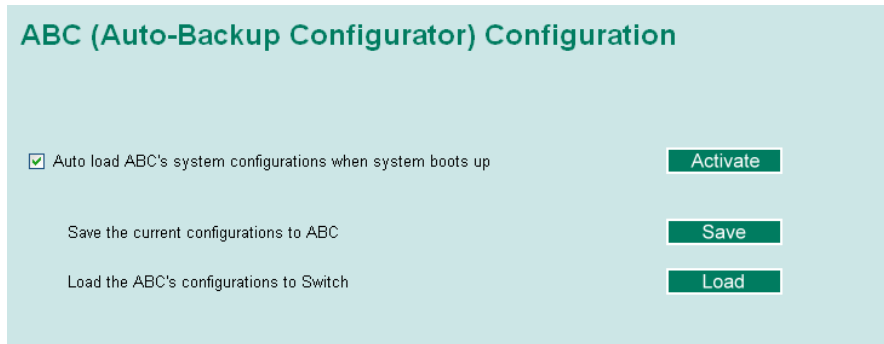 ABC (Auto-Backup Configurator) Configuration
Auto load ABC's system configurations when system boots up Activate
Save the current configurations to ABC Save
Load the ABC's configurations to Switch Load